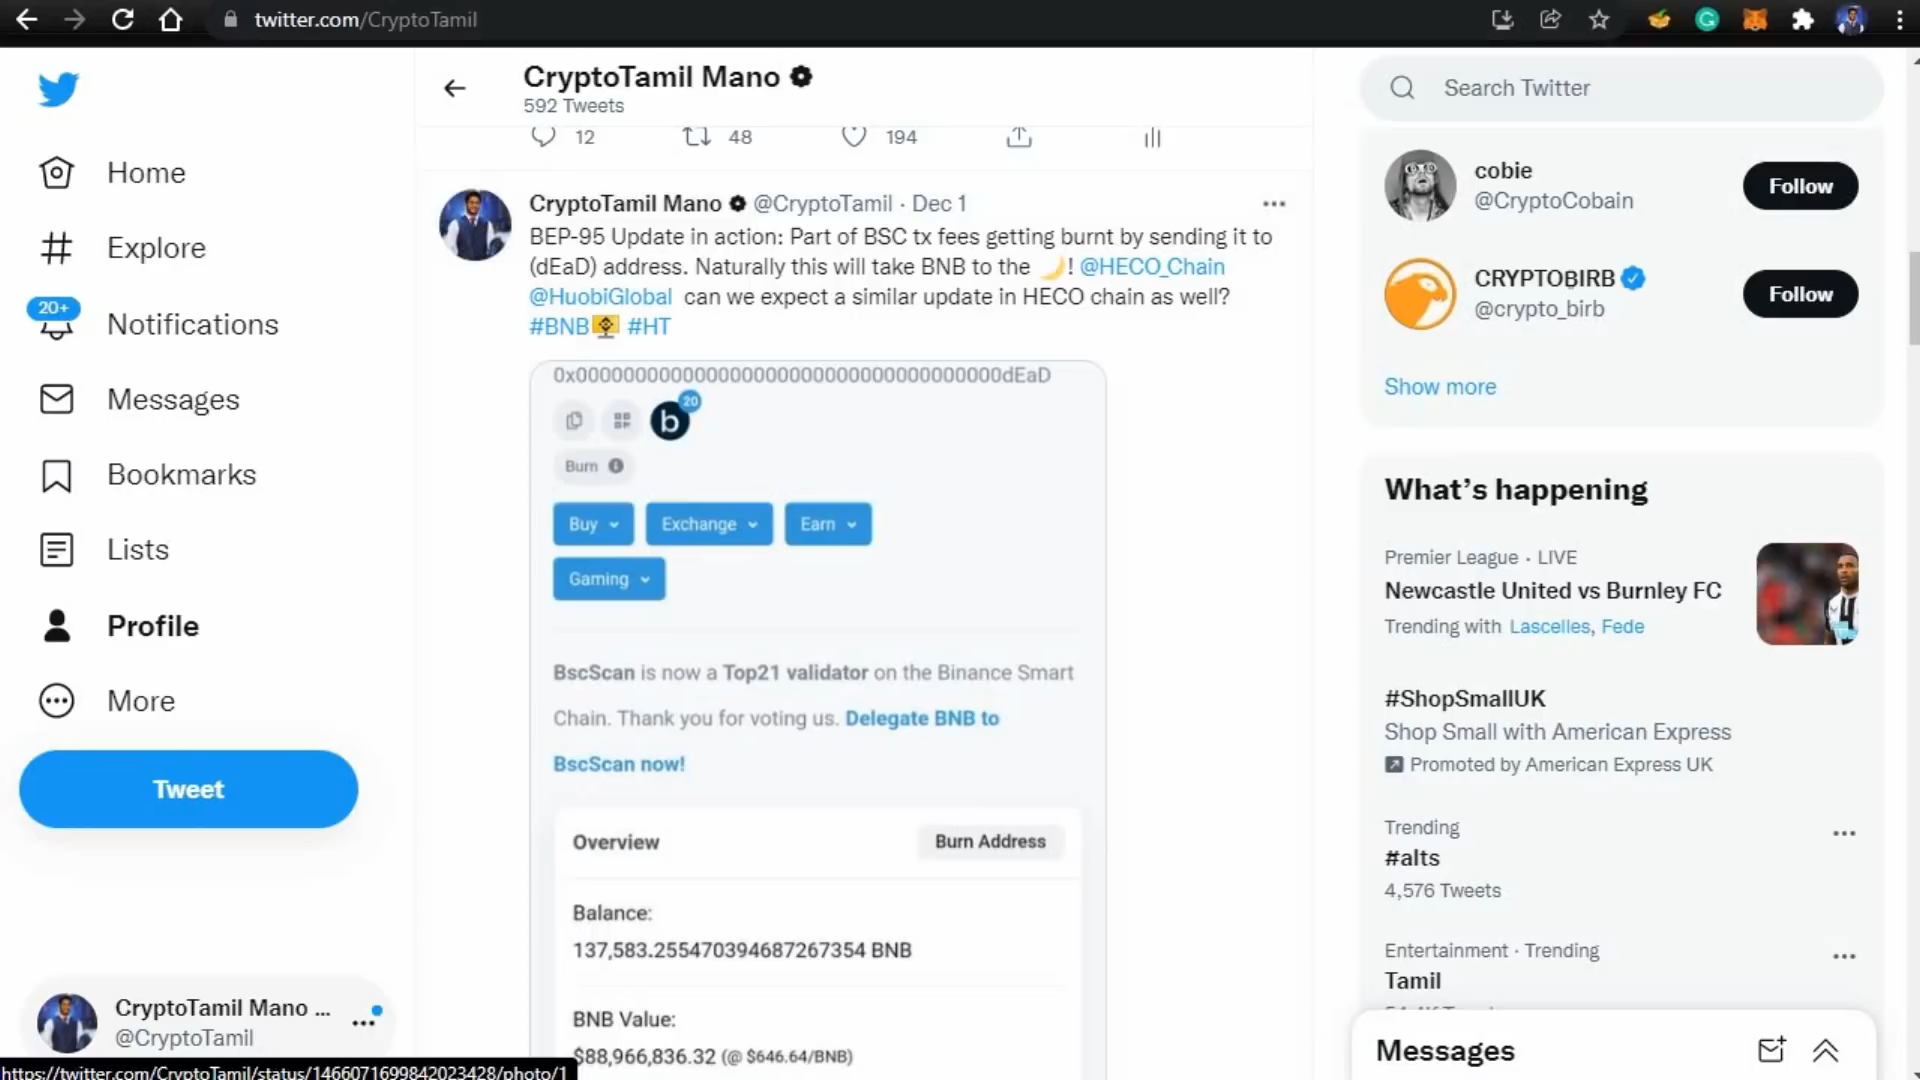 twitter.com/CryptoTamil
CryptoTamil Mano
592 Tweets
12 48 194
Home
Explore
20+
Notifications
Messages
Bookmarks
Lists
Profile
More
Tweet
CryptoTamil Mano ...
@CryptoTamil
CryptoTamil Mano @CryptoTamil · Dec 1
BEP-95 Update in action: Part of BSC tx fees getting burnt by sending it to
(dEaD) address. Naturally this will take BNB to the 🌙! @HECO_Chain
@HuobiGlobal can we expect a similar update in HECO chain as well?
#BNB #HT
0x000000000000000000000000000000000000dEaD
b 20
Burn
Buy Exchange Earn
Gaming
BscScan is now a Top21 validator on the Binance Smart
Chain. Thank you for voting us. Delegate BNB to
BscScan now!
Overview Burn Address
Balance:
137,583.255470394687267354 BNB
BNB Value:
$88,966,836.32 (@ $646.64/BNB)
Search Twitter
cobie
@CryptoCobain
Follow
CRYPTOBIRB
@crypto_birb
Follow
Show more
What's happening
Premier League · LIVE
Newcastle United vs Burnley FC
Trending with Lascelles, Fede
#ShopSmallUK
Shop Small with American Express
Promoted by American Express UK
Trending
#alts
4,576 Tweets
Entertainment · Trending
Tamil
Messages
https://twitter.com/CryptoTamil/status/1466071699842023428/photo/1